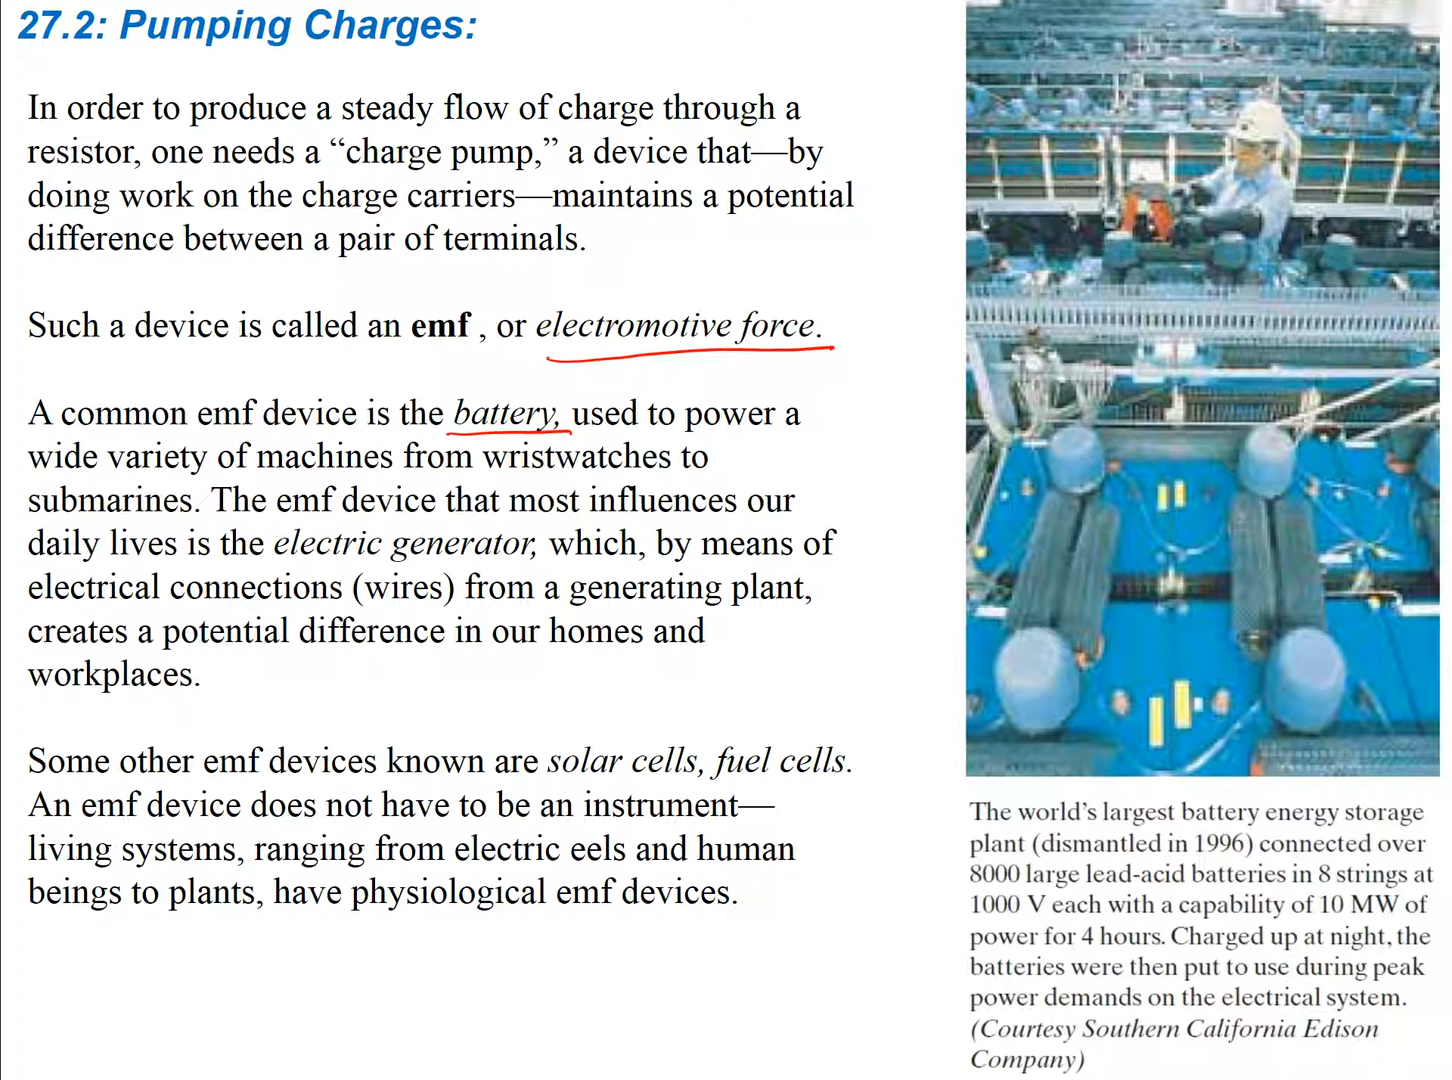 27.2: Pumping Charges:
In order to produce a steady flow of charge through a
resistor, one needs a “charge pump,” a device that—by
doing work on the charge carriers—maintains a potential
difference between a pair of terminals.
Such a device is called an emf , or electromotive force.
A common emf device is the battery, used to power a
wide variety of machines from wristwatches to
submarines. The emf device that most influences our
daily lives is the electric generator, which, by means of
electrical connections (wires) from a generating plant,
creates a potential difference in our homes and
workplaces.
Some other emf devices known are solar cells, fuel cells.
An emf device does not have to be an instrument—
living systems, ranging from electric eels and human
beings to plants, have physiological emf devices.
The world’s largest battery energy storage
plant (dismantled in 1996) connected over
8000 large lead-acid batteries in 8 strings at
1000 V each with a capability of 10 MW of
power for 4 hours. Charged up at night, the
batteries were then put to use during peak
power demands on the electrical system.
(Courtesy Southern California Edison
Company)